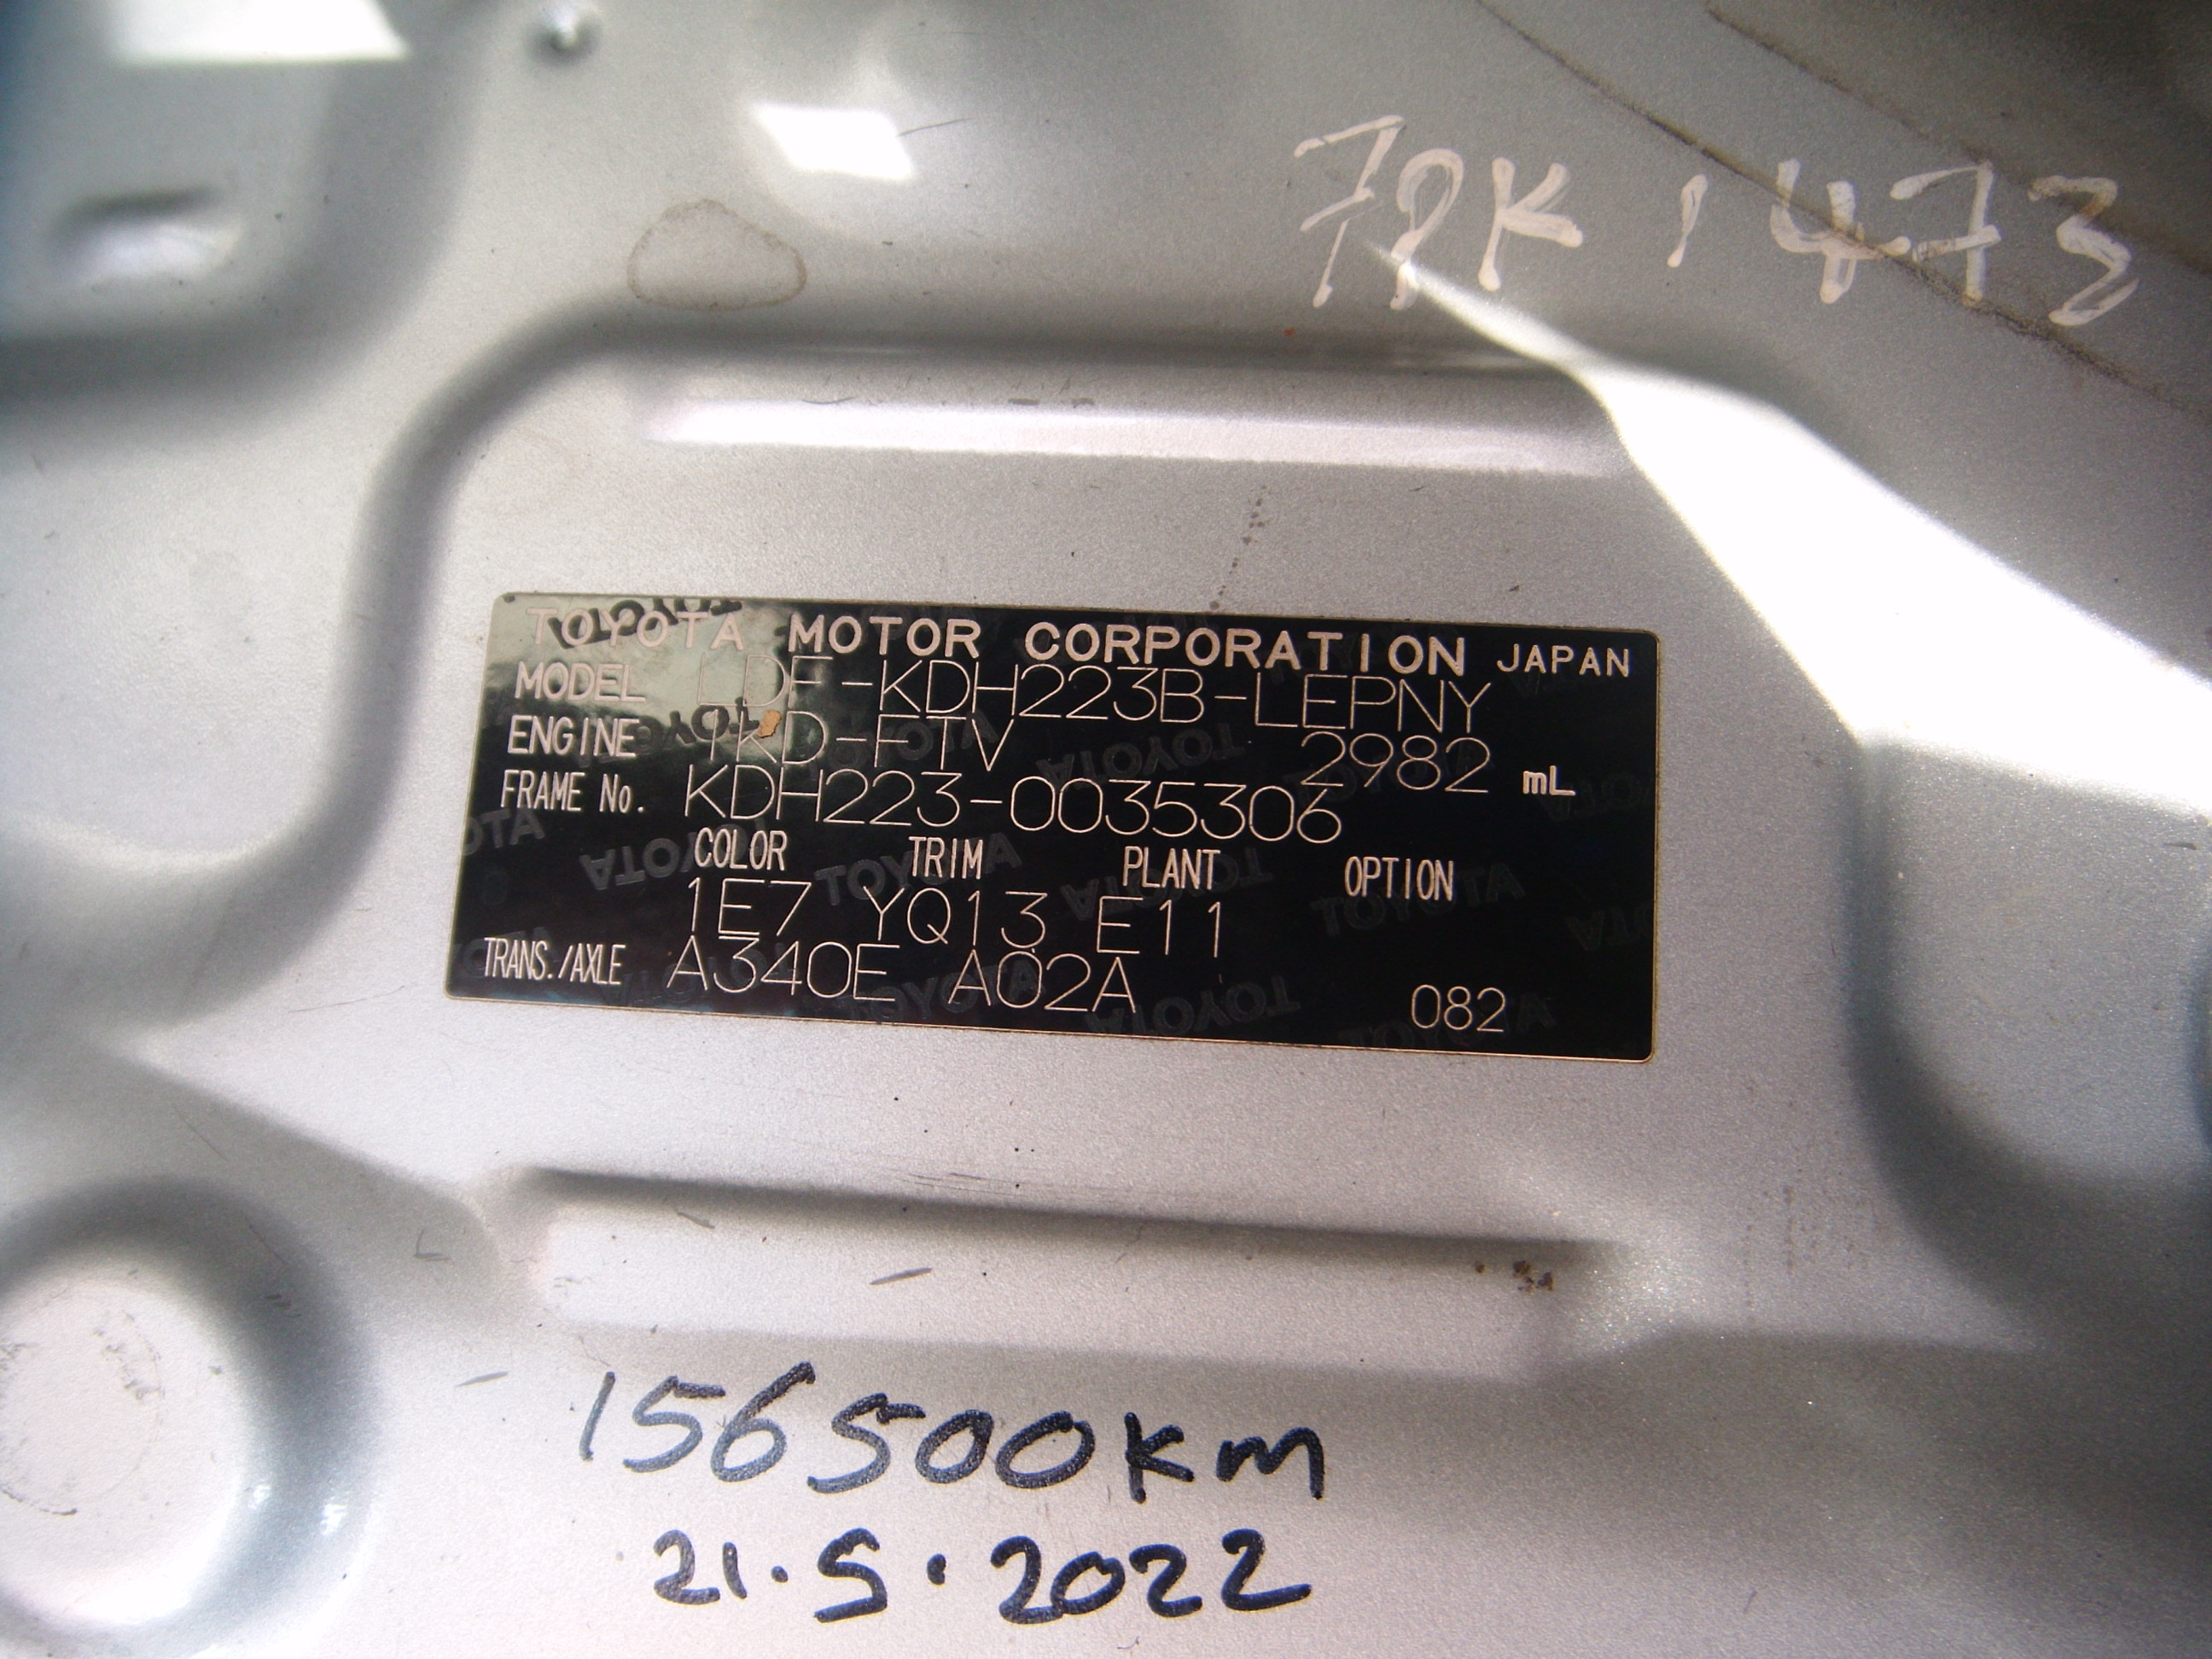 7PK 1473
TOYOTA MOTOR CORPORATION JAPAN
MODEL LDF-KDH223B-LEPNY
ENGINE 1KD-FTV 2982 mL
FRAME No. KDH223-0035306
COLOR TRIM PLANT OPTION
1E7 YQ13 E11
TRANS./AXLE A340E A02A 082
156500km
21.5.2022